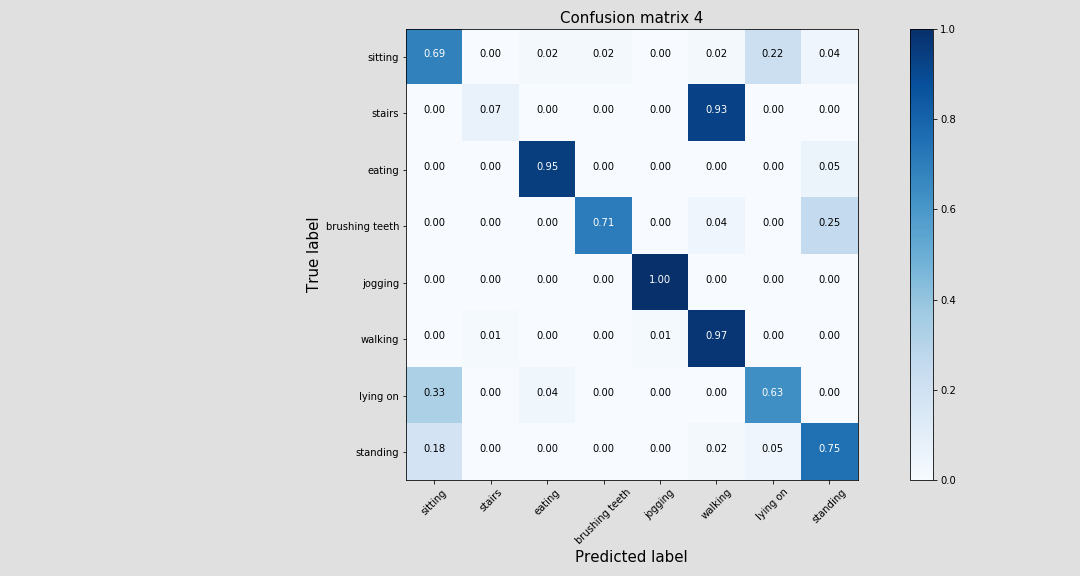 Confusion matrix 4
sitting 0.69 0.00 0.02 0.02 0.00 0.02 0.22 0.04
stairs 0.00 0.07 0.00 0.00 0.00 0.93 0.00 0.00
eating 0.00 0.00 0.95 0.00 0.00 0.00 0.00 0.05
brushing teeth 0.00 0.00 0.00 0.71 0.00 0.04 0.00 0.25
jogging 0.00 0.00 0.00 0.00 1.00 0.00 0.00 0.00
walking 0.00 0.01 0.00 0.00 0.01 0.97 0.00 0.00
lying on 0.33 0.00 0.04 0.00 0.00 0.00 0.63 0.00
standing 0.18 0.00 0.00 0.00 0.00 0.02 0.05 0.75
True label
sitting stairs eating brushing teeth jogging walking lying on standing
Predicted label
1.0
0.8
0.6
0.4
0.2
0.0